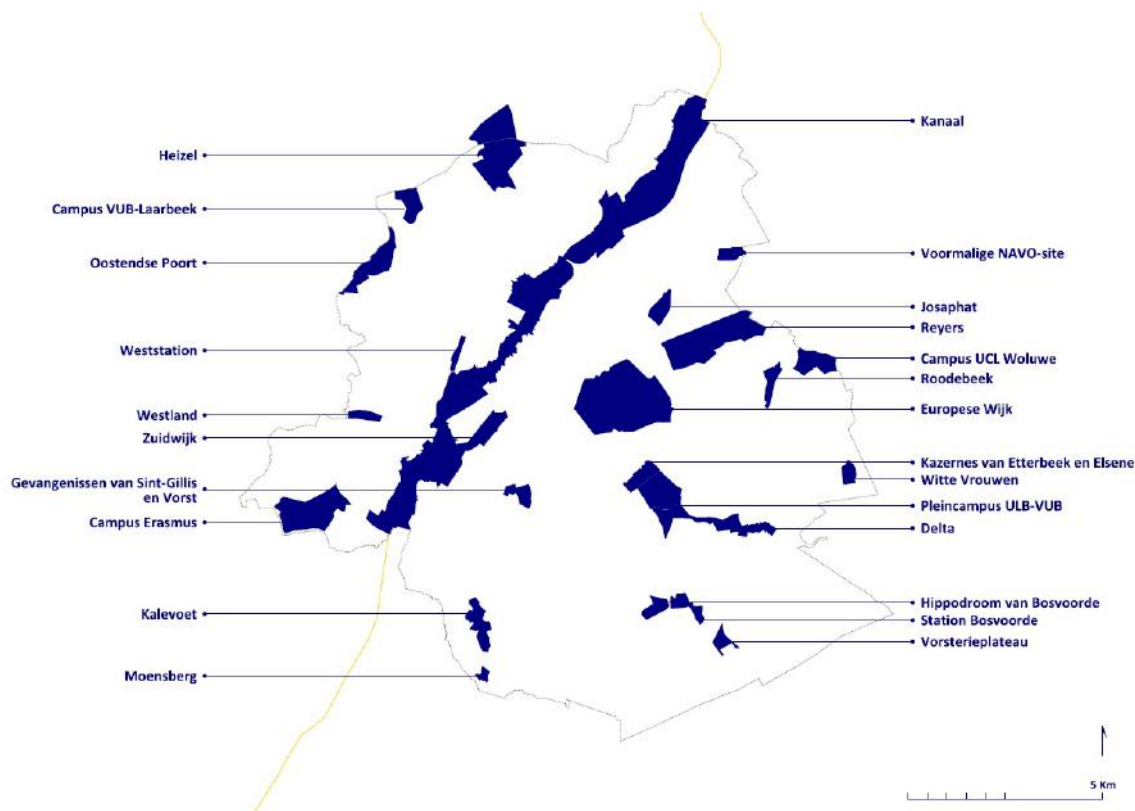 Heizel
Campus VUB-Laarbeek
Oostendse Poort
Weststation
Westland
Zuidwijk
Gevangenissen van Sint-Gillis
en Vorst
Campus Erasmus
Kalevoet
Moensberg
Kanaal
Voormalige NAVO-site
Josaphat
Reyers
Campus UCL Woluwe
Roodebeek
Europese Wijk
Kazernes van Etterbeek en Elsene
Witte Vrouwen
Pleincampus ULB-VUB
Delta
Hippodroom van Bosvoorde
Station Bosvoorde
Vorsterieplateau
5 Km